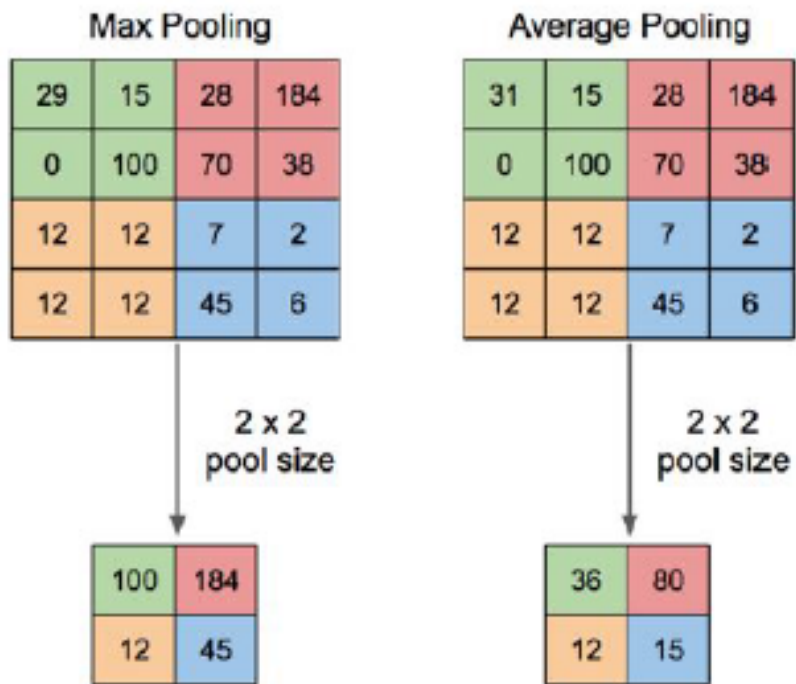 Max Pooling Average Pooling
29 15 28 184 31 15 28 184
0 100 70 38 0 100 70 38
12 12 7 2 12 12 7 2
12 12 45 6 12 12 45 6
2 x 2 2 x 2
pool size pool size
100 184 36 80
12 45 12 15